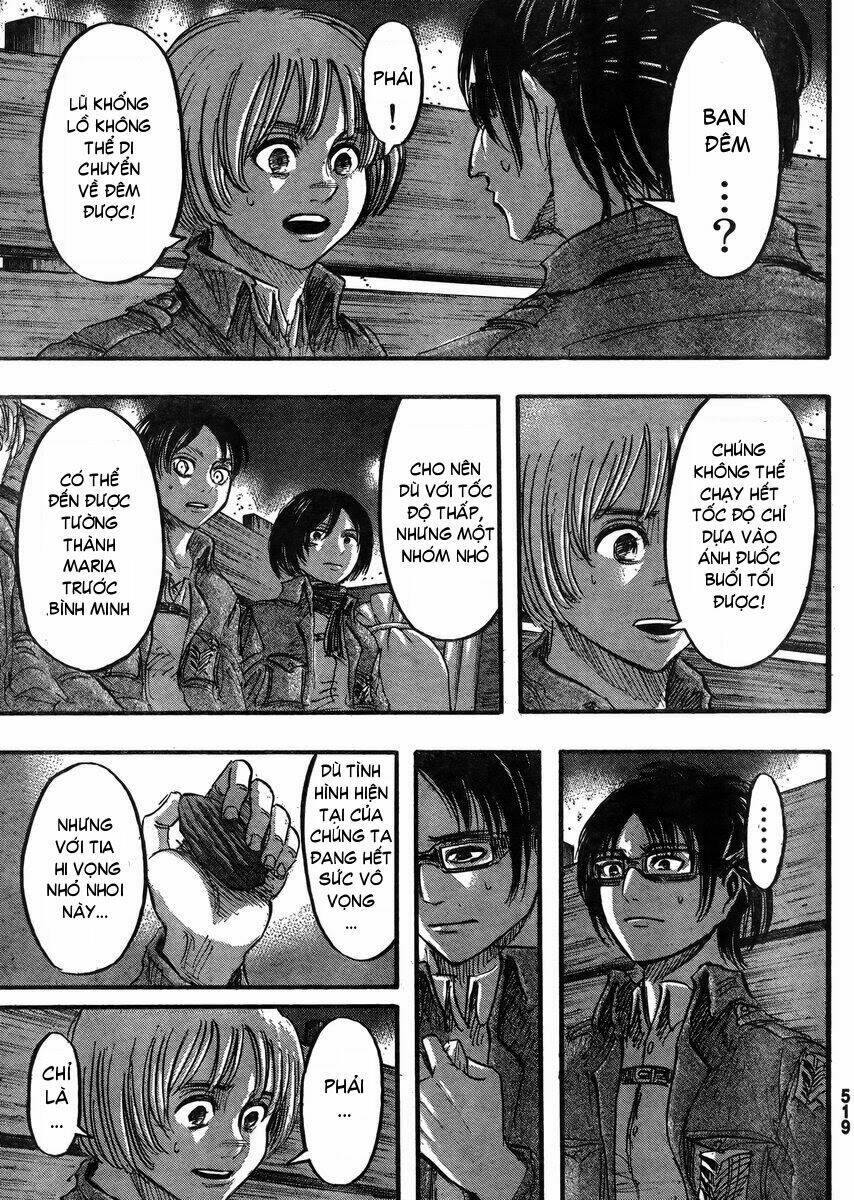 BAN
ĐÊM
...
?
PHẢI
!
LŨ KHỔNG
LỒ KHÔNG
THỂ DI
CHUYỂN
VỀ ĐÊM
ĐƯỢC!
CHÚNG
KHÔNG THỂ
CHẠY HẾT
TỐC ĐỘ CHỈ
DỰA VÀO
ÁNH ĐUỐC
BUỔI TỐI
ĐƯỢC!
CHO NÊN
DÙ VỚI TỐC
ĐỘ THẤP,
NHƯNG MỘT
NHÓM NHỎ
CÓ THỂ
ĐẾN ĐƯỢC
TƯỜNG
THÀNH
MARIA
TRƯỚC
BÌNH MINH
......
DÙ TÌNH
HÌNH HIỆN
TẠI CỦA
CHÚNG TA
ĐANG HẾT
SỨC VÔ
VỌNG
...
NHƯNG
VỚI TIA
HI VỌNG
NHỎ NHOI
NÀY...
PHẢI
...
CHỈ
LÀ
...
519